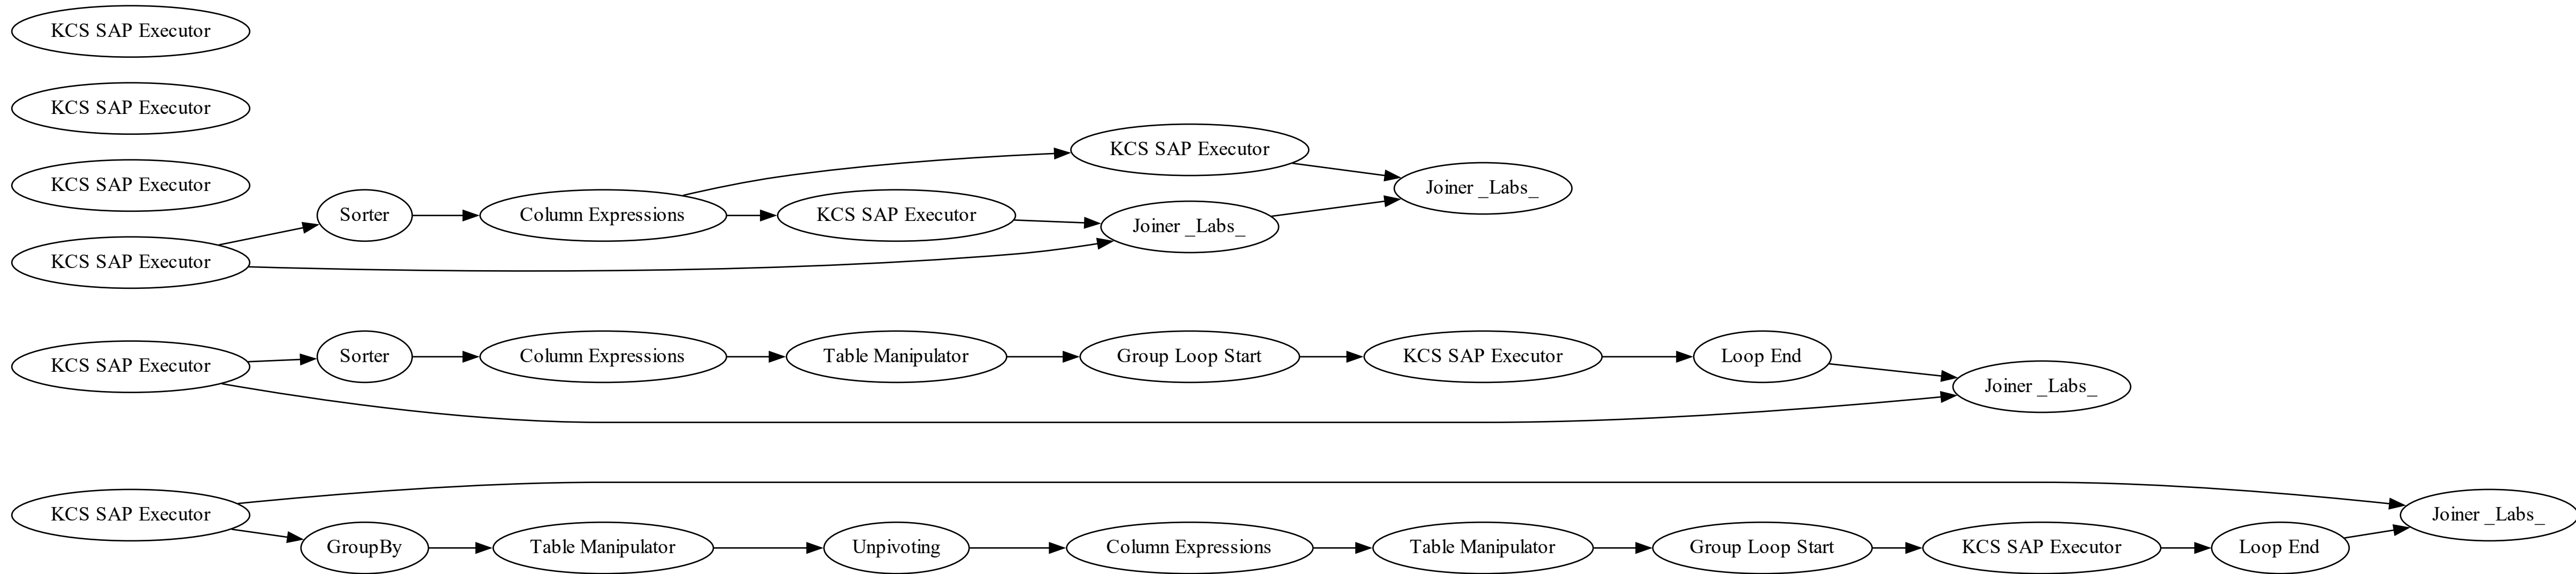 KCS SAP Executor
KCS SAP Executor
KCS SAP Executor
KCS SAP Executor
Sorter
Column Expressions
KCS SAP Executor
KCS SAP Executor
Joiner _Labs_
Joiner _Labs_
KCS SAP Executor
Sorter
Column Expressions
Table Manipulator
Group Loop Start
KCS SAP Executor
Loop End
Joiner _Labs_
KCS SAP Executor
GroupBy
Table Manipulator
Unpivoting
Column Expressions
Table Manipulator
Group Loop Start
KCS SAP Executor
Loop End
Joiner _Labs_